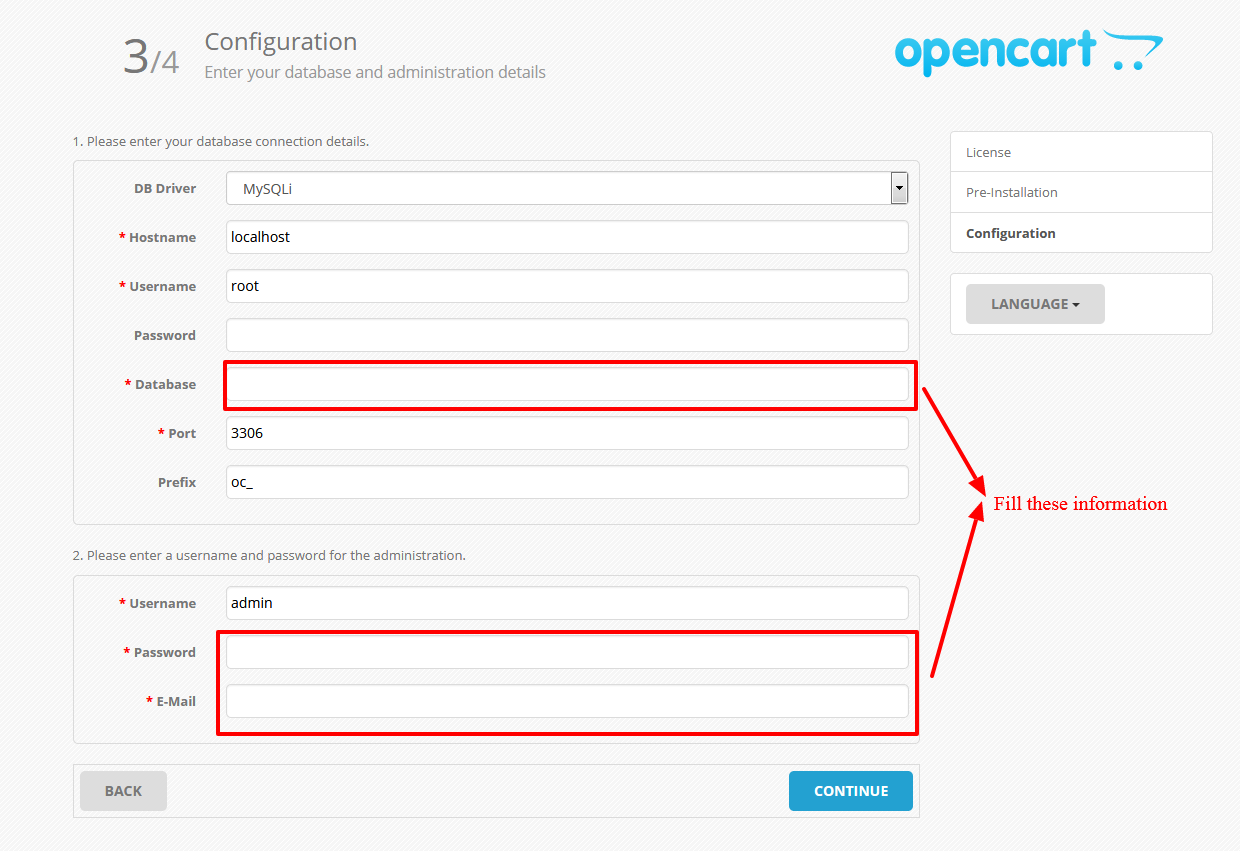 3/4
Configuration
Enter your database and administration details
opencart
1. Please enter your database connection details.
DB Driver MySQLi
* Hostname localhost
* Username root
Password
* Database
* Port 3306
Prefix oc_
License
Pre-Installation
Configuration
LANGUAGE
Fill these information
2. Please enter a username and password for the administration.
* Username admin
* Password
* E-Mail
BACK CONTINUE